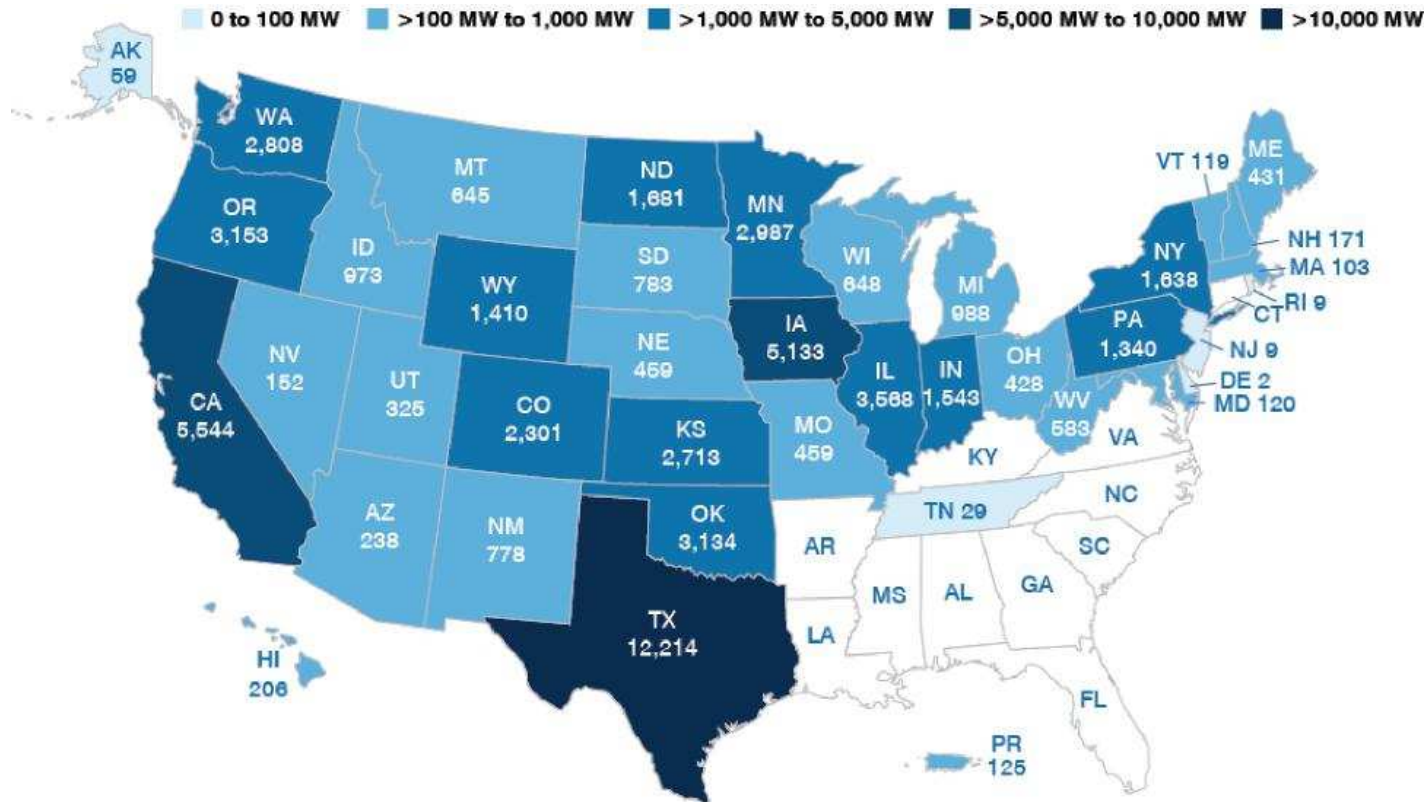 0 to 100 MW >100 MW to 1,000 MW >1,000 MW to 5,000 MW >5,000 MW to 10,000 MW >10,000 MW
AK
59
WA
2,808
MT
645
ND
1,681
MN
2,987
VT 119
ME
431
OR
3,153
ID
973
WY
1,410
SD
783
WI
648
MI
988
NY
1,638
NH 171
MA 103
RI 9
CT
NV
152
UT
325
NE
459
IA
5,133
IL
3,568
IN
1,543
OH
428
PA
1,340
NJ 9
DE 2
MD 120
CA
5,544
CO
2,301
KS
2,713
MO
459
WV
583
VA
KY
AZ
238
NM
778
OK
3,134
AR
TN 29
NC
SC
MS
AL
GA
TX
12,214
LA
HI
206
FL
PR
125